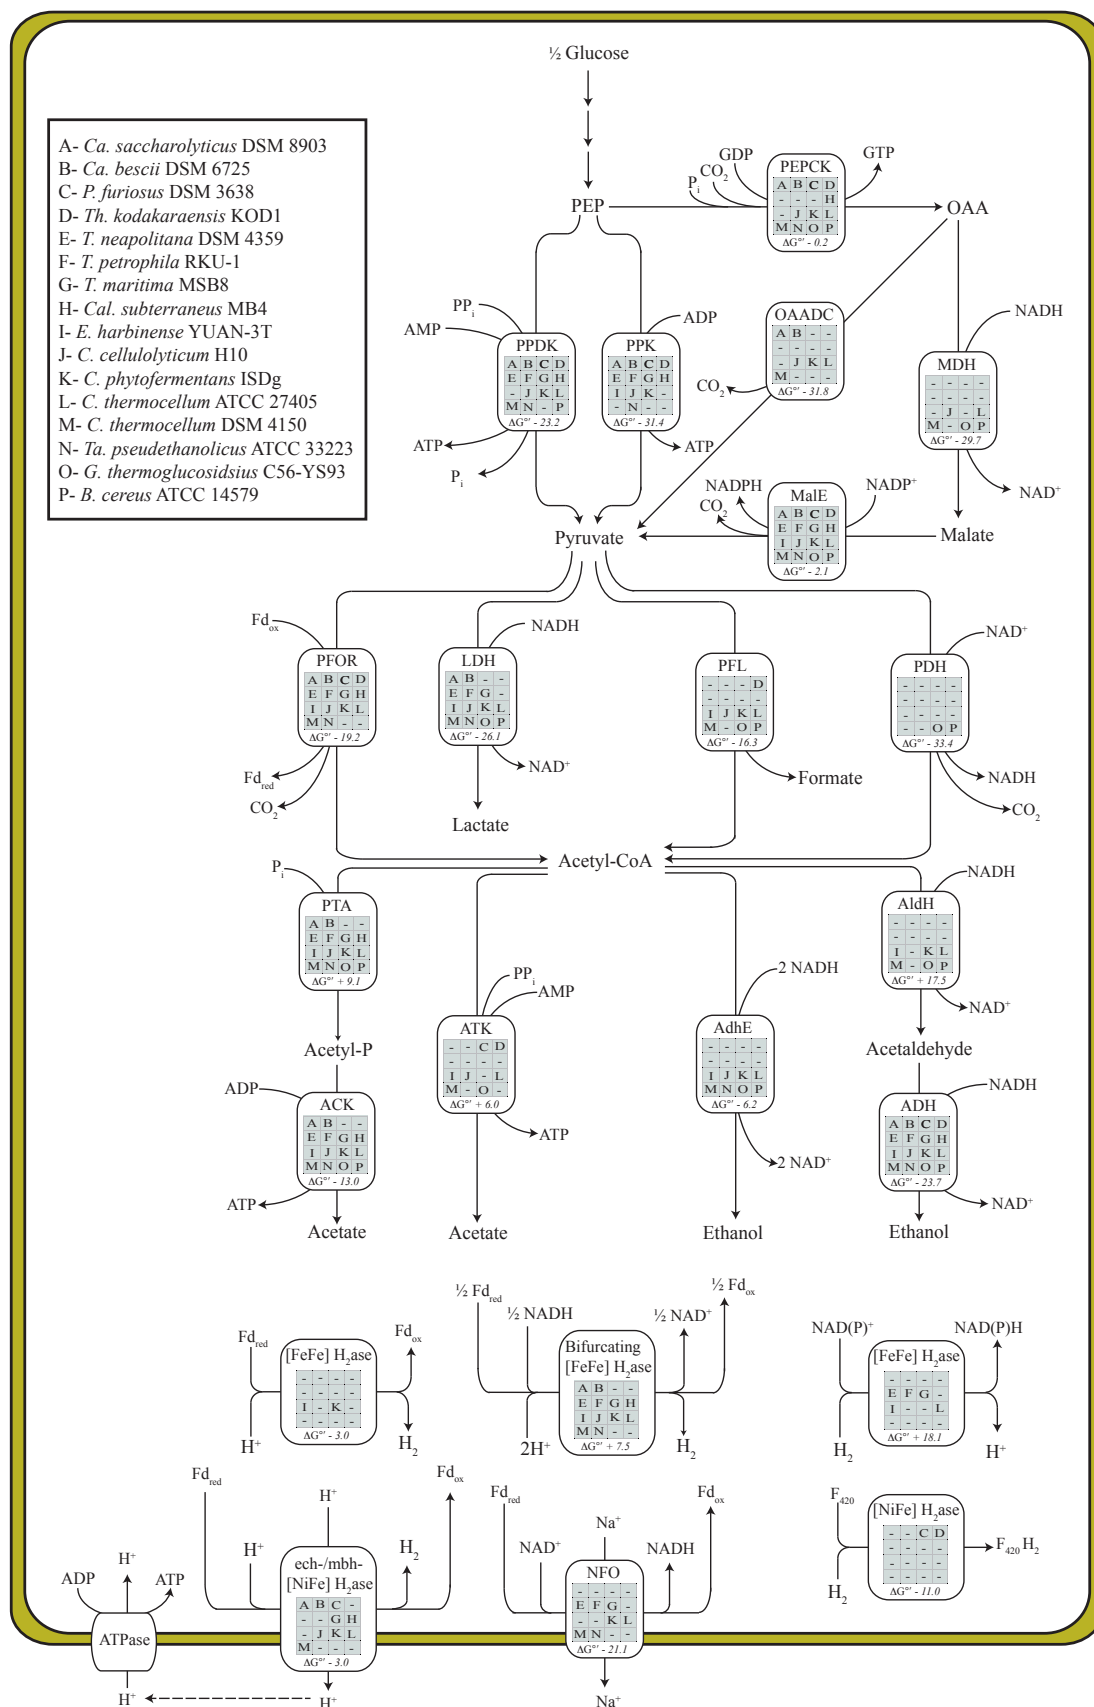 ½ Glucose
A- Ca. saccharolyticus DSM 8903
B- Ca. bescii DSM 6725
C- P. furiosus DSM 3638
D- Th. kodakaraensis KOD1
E- T. neapolitana DSM 4359
F- T. petrophila RKU-1
G- T. maritima MSB8
H- Cal. subterraneus MB4
I- E. harbinense YUAN-3T
J- C. cellulolyticum H10
K- C. phytofermentans ISDg
L- C. thermocellum ATCC 27405
M- C. thermocellum DSM 4150
N- Ta. pseudethanolicus ATCC 33223
O- G. thermoglucosidsius C56-YS93
P- B. cereus ATCC 14579
PEP
Pi
CO2
GDP
PEPCK
A B C D
- - - H
- J K L
M N O P
ΔG°' - 0.2
GTP
OAA
PPi
AMP
PPDK
A B C D
E F G H
- J K L
M N - P
ΔG°' - 23.2
ATP
Pi
ADP
PPK
A B C D
E F G H
I J K -
- N - -
ΔG°' - 31.4
ATP
OAADC
A B - -
- - - -
- J K L
M - - -
ΔG°' - 31.8
CO2
NADH
MDH
- - - -
- - - -
- J - L
M - O P
ΔG°' - 29.7
NAD+
Malate
NADP+
MalE
A B C D
E F G H
I J K L
M N O P
ΔG°' - 2.1
NADPH
CO2
Pyruvate
Fdox
PFOR
A B C D
E F G H
I J K L
M N - -
ΔG°' - 19.2
Fdred
CO2
NADH
LDH
A B - -
E F G -
I J K L
M N O P
ΔG°' - 26.1
NAD+
Lactate
PFL
- - - D
- - - -
I J K L
M - O P
ΔG°' - 16.3
Formate
NAD+
PDH
- - - -
- - - -
- - - -
- - O P
ΔG°' - 33.4
NADH
CO2
Acetyl-CoA
Pi
PTA
A B - -
E F G H
I J K L
M N O P
ΔG°' + 9.1
Acetyl-P
ADP
ACK
A B - -
E F G H
I J K L
M N O P
ΔG°' - 13.0
ATP
Acetate
PPi
AMP
ATK
- - C D
- - - -
I J - L
M - O -
ΔG°' + 6.0
ATP
Acetate
2 NADH
AdhE
- - - -
- - - -
I J K L
M N O P
ΔG°' - 6.2
2 NAD+
Ethanol
NADH
AldH
- - - -
- - - -
I - K L
M - O P
ΔG°' + 17.5
NAD+
Acetaldehyde
NADH
ADH
A B C D
E F G H
I J K L
M N O P
ΔG°' - 23.7
NAD+
Ethanol
Fdred
[FeFe] H2ase
- - - -
- - - -
I - K -
- - - -
ΔG°' - 3.0
Fdox
H+
H2
½ Fdred
½ NADH
Bifurcating
[FeFe] H2ase
A B - -
E F G H
I J K L
M N - -
ΔG°' + 7.5
½ NAD+
½ Fdox
2H+
H2
NAD(P)+
[FeFe] H2ase
- - - -
E F G -
I - - L
- - - -
ΔG°' + 18.1
NAD(P)H
H2
H+
ADP
H+
ATP
ATPase
H+
Fdred
H+
H+
ech-/mbh-
[NiFe] H2ase
A B C -
- - G H
- J K L
M - - -
ΔG°' - 3.0
H2
Fdox
H+
Fdred
NAD+
Na+
NFO
- - - -
E F G -
- - K L
M N - -
ΔG°' - 21.1
NADH
Fdox
Na+
F420
[NiFe] H2ase
- - C D
- - - -
- - - -
- - - -
ΔG°' - 11.0
F420 H2
H2